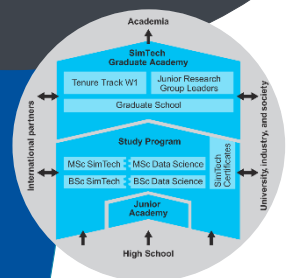 Academia
SimTech
Graduate Academy
Tenure Track W1
Junior Research
Group Leaders
Graduate School
International partners
University, industry, and society
Study Program
MSc SimTech
MSc Data Science
BSc SimTech
BSc Data Science
SimTech
Certificates
Junior
Academy
High School